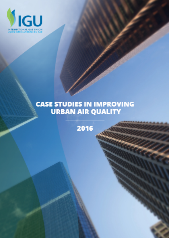 IGU
CASE STUDIES IN IMPROVING
URBAN AIR QUALITY
2016